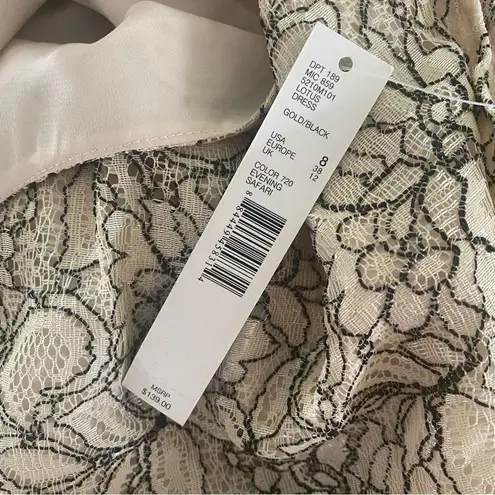 DPT 189
MIC 859
5210M101
LOTUS
DRESS
GOLD/BLACK
USA 8
EUROPE 38
UK 12
COLOR 720
EVENING
SAFARI
MSRP
$139.00